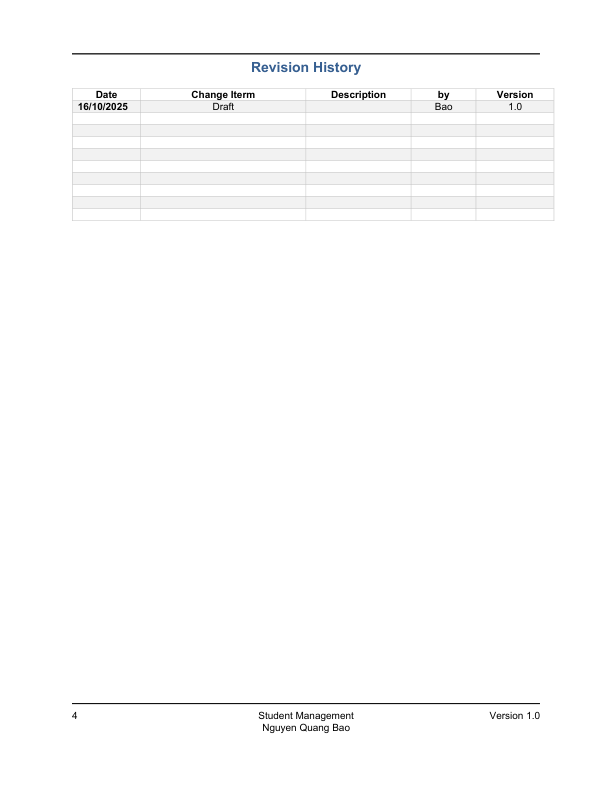 Revision History
Date Change Iterm Description by Version
16/10/2025 Draft Bao 1.0
4 Student Management Version 1.0
Nguyen Quang Bao